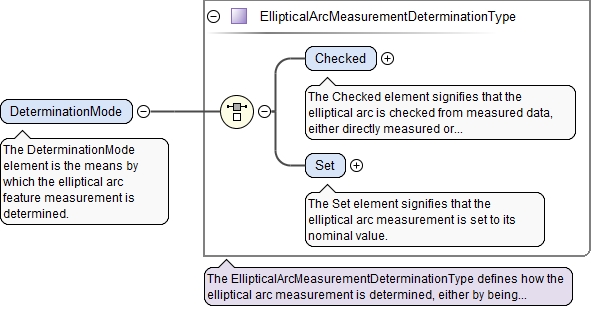 EllipticalArcMeasurementDeterminationType
Checked
The Checked element signifies that the
elliptical arc is checked from measured data,
either directly measured or...
DeterminationMode
The DeterminationMode
element is the means by
which the elliptical arc
feature measurement is
determined.
Set
The Set element signifies that the
elliptical arc measurement is set to its
nominal value.
The EllipticalArcMeasurementDeterminationType defines how the
elliptical arc measurement is determined, either by being...